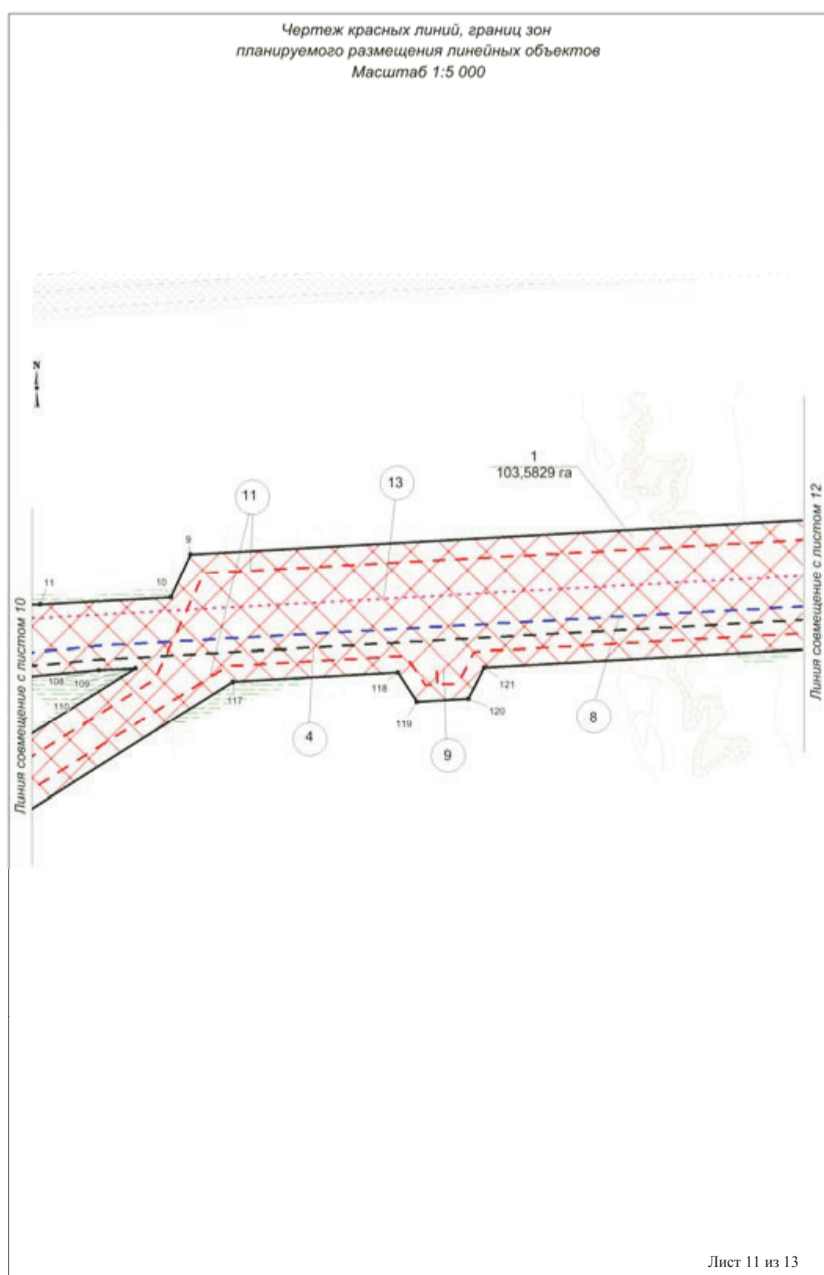 Чертеж красных линий, границ зон
планируемого размещения линейных объектов
Масштаб 1:5 000
N
1
103,5829 га
13
11
9
10
11
Линия совмещение с листом 10
Линия совмещение с листом 12
108
109
110
117
118
119
120
121
4
9
8
Лист 11 из 13